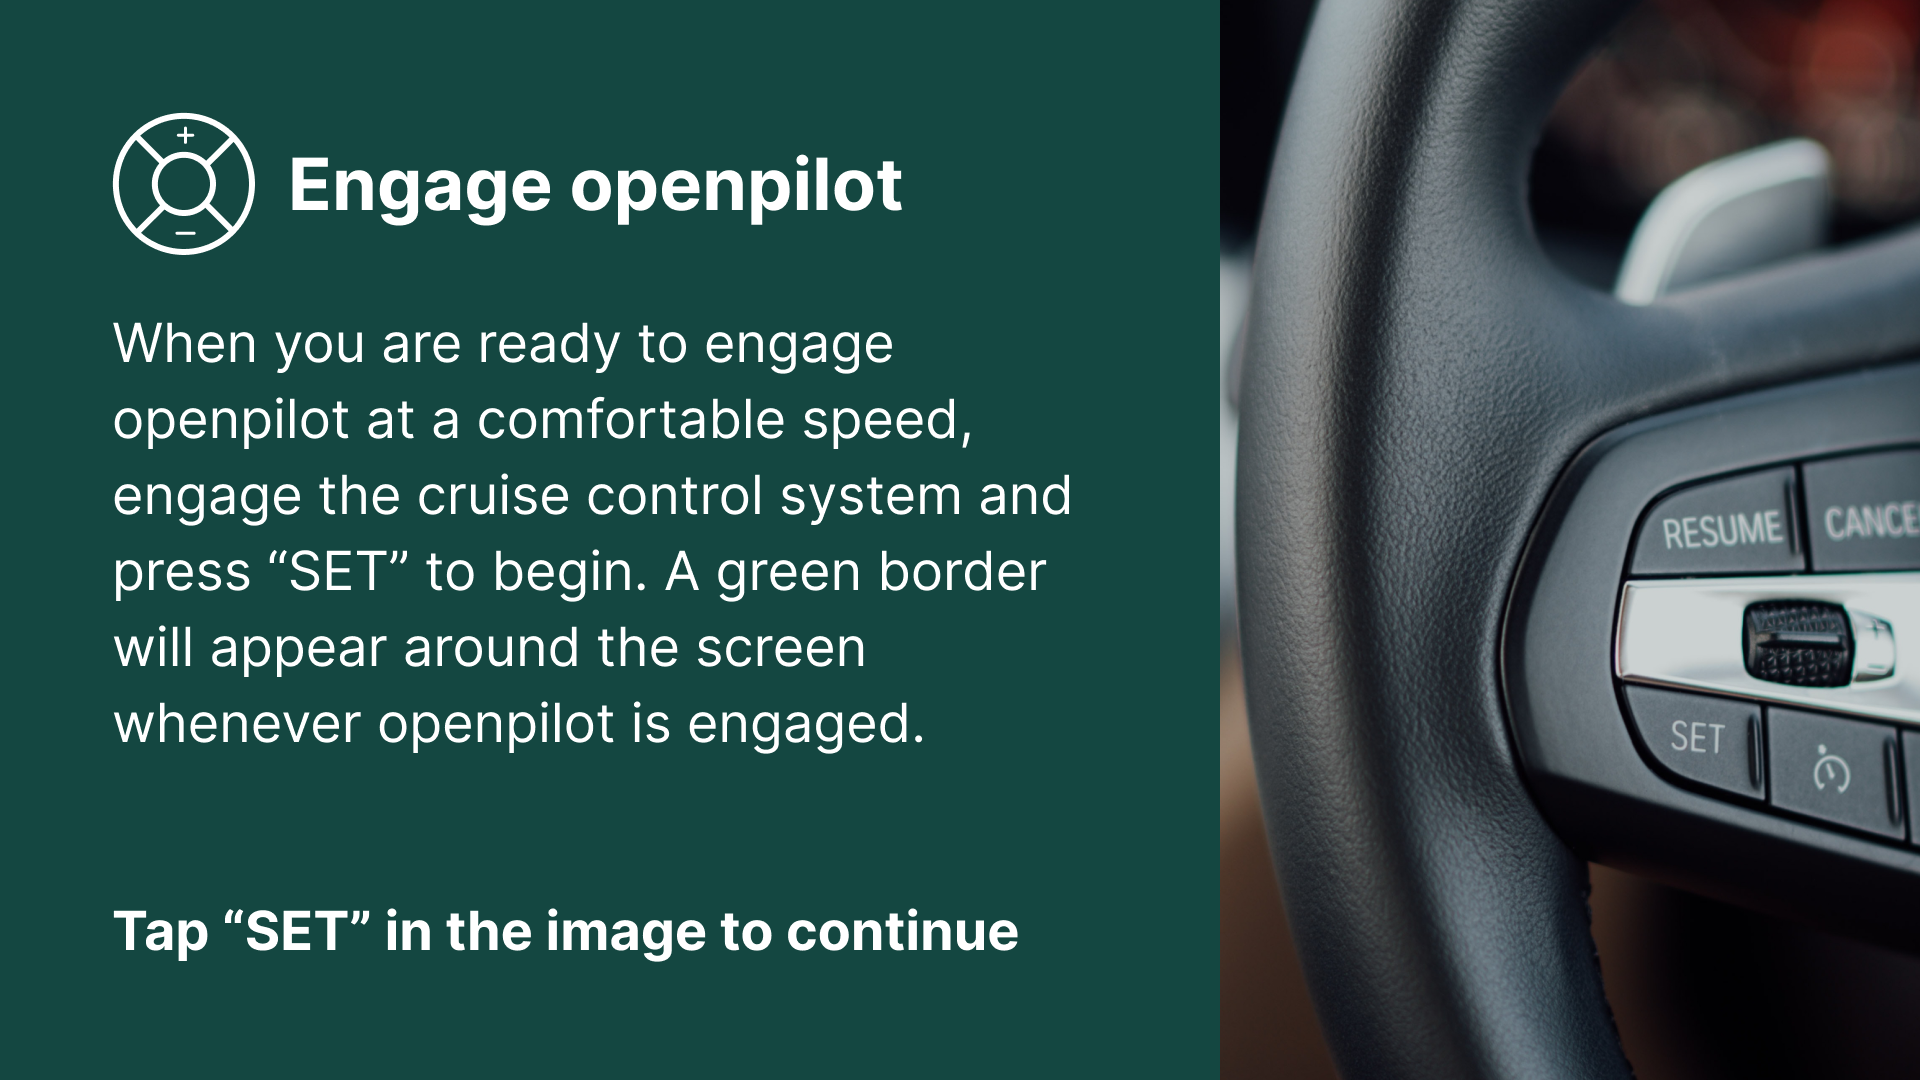 Engage openpilot
When you are ready to engage
openpilot at a comfortable speed,
engage the cruise control system and
press “SET” to begin. A green border
will appear around the screen
whenever openpilot is engaged.
Tap “SET” in the image to continue
RESUME
CANCE
SET